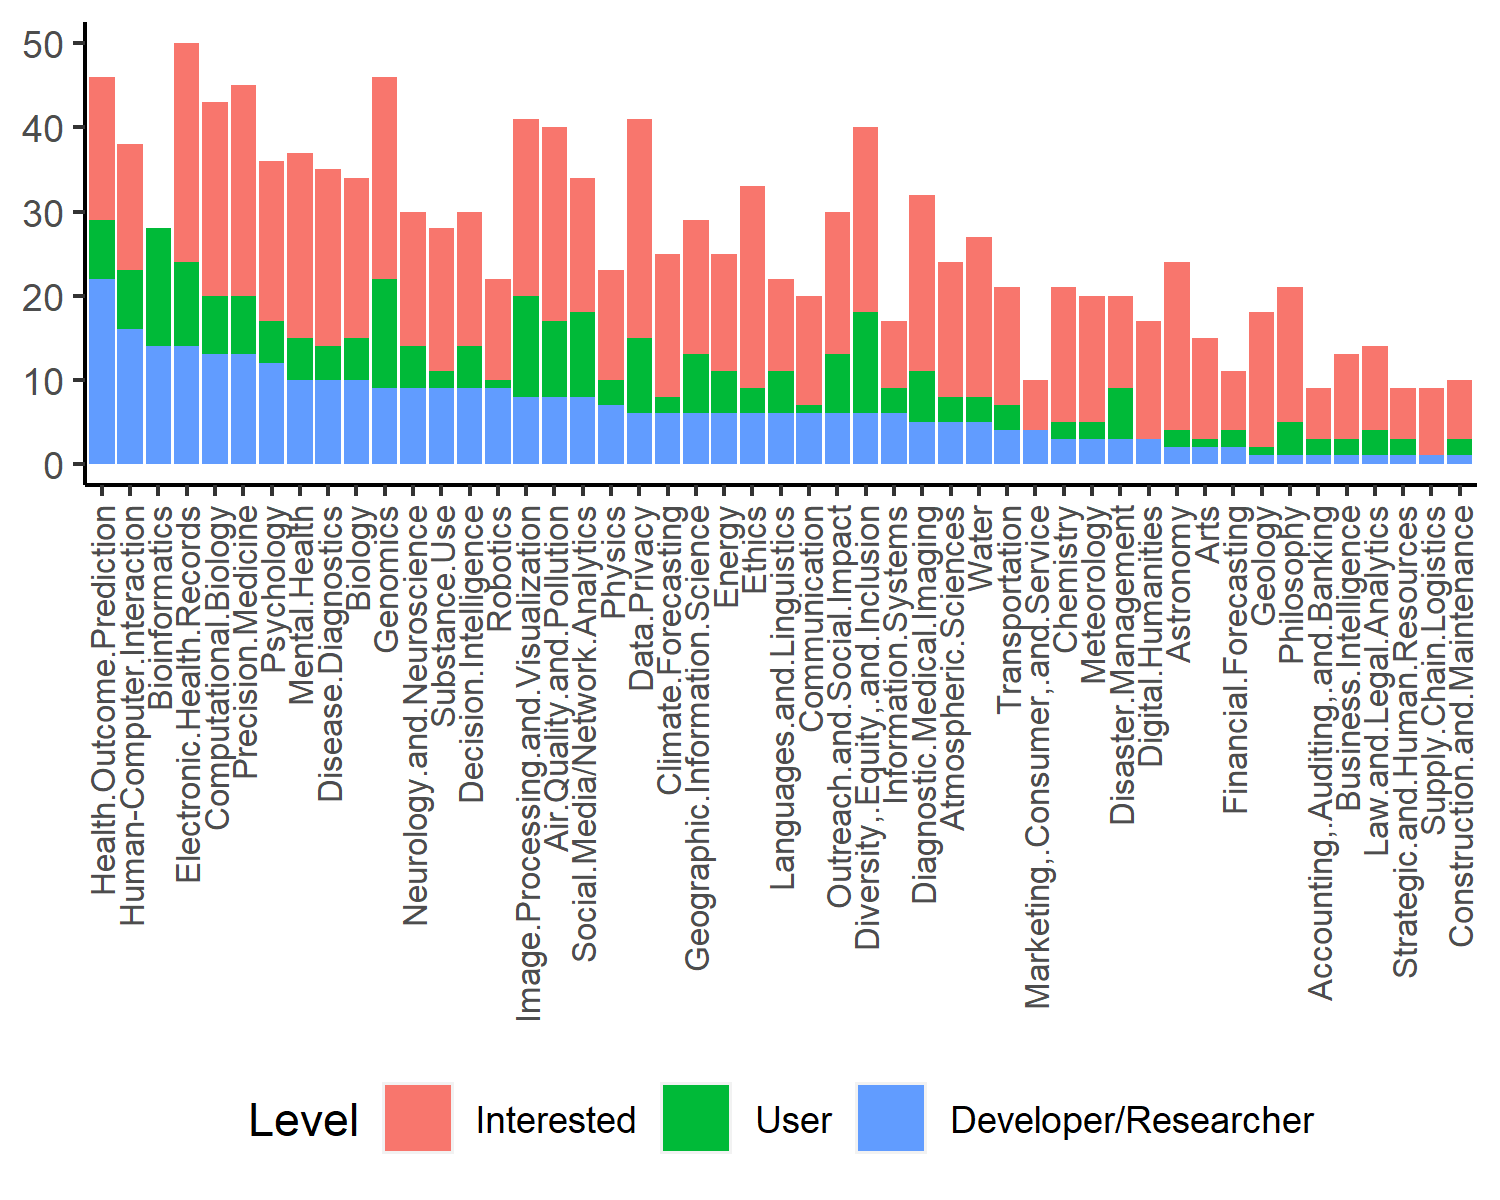 50
40
30
20
10
0
Health.Outcome.Prediction
Human-Computer.Interaction
Bioinformatics
Electronic.Health.Records
Computational.Biology
Precision.Medicine
Psychology
Mental.Health
Disease.Diagnostics
Biology
Genomics
Neurology.and.Neuroscience
Substance.Use
Decision.Intelligence
Robotics
Image.Processing.and.Visualization
Air.Quality.and.Pollution
Social.Media/Network.Analytics
Physics
Data.Privacy
Climate.Forecasting
Geographic.Information.Science
Energy
Ethics
Languages.and.Linguistics
Communication
Outreach.and.Social.Impact
Diversity,.Equity,.and.Inclusion
Information.Systems
Diagnostic.Medical.Imaging
Atmospheric.Sciences
Water
Transportation
Marketing,.Consumer,.and.Service
Chemistry
Meteorology
Disaster.Management
Digital.Humanities
Astronomy
Arts
Financial.Forecasting
Geology
Philosophy
Accounting,.Auditing,.and.Banking
Business.Intelligence
Law.and.Legal.Analytics
Strategic.and.Human.Resources
Supply.Chain.Logistics
Construction.and.Maintenance
Level Interested User Developer/Researcher